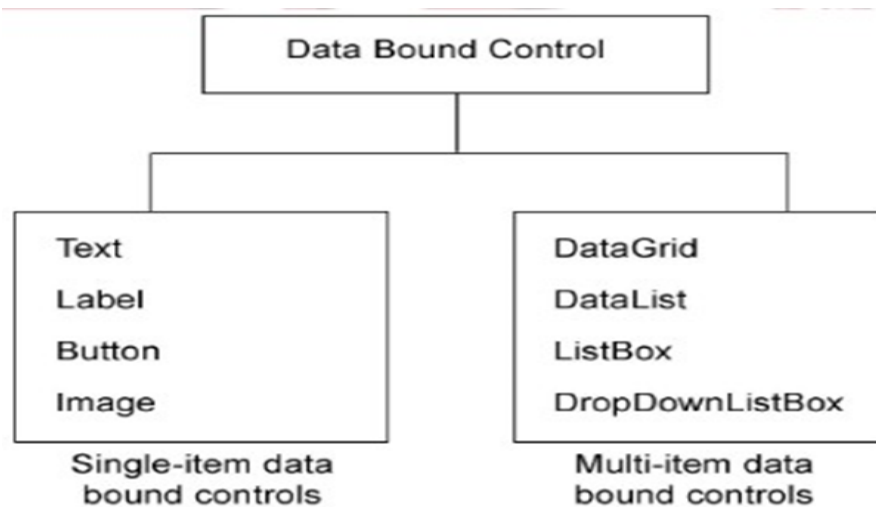 Data Bound Control
Text
Label
Button
Image
Single-item data
bound controls
DataGrid
DataList
ListBox
DropDownListBox
Multi-item data
bound controls